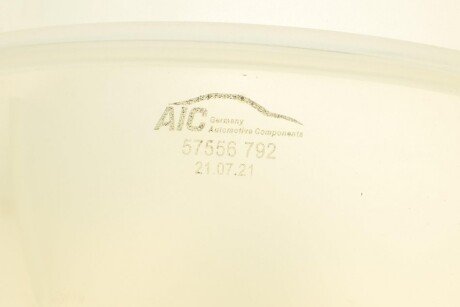 AIC Germany
Automotive Components
57556 792
21.07.21